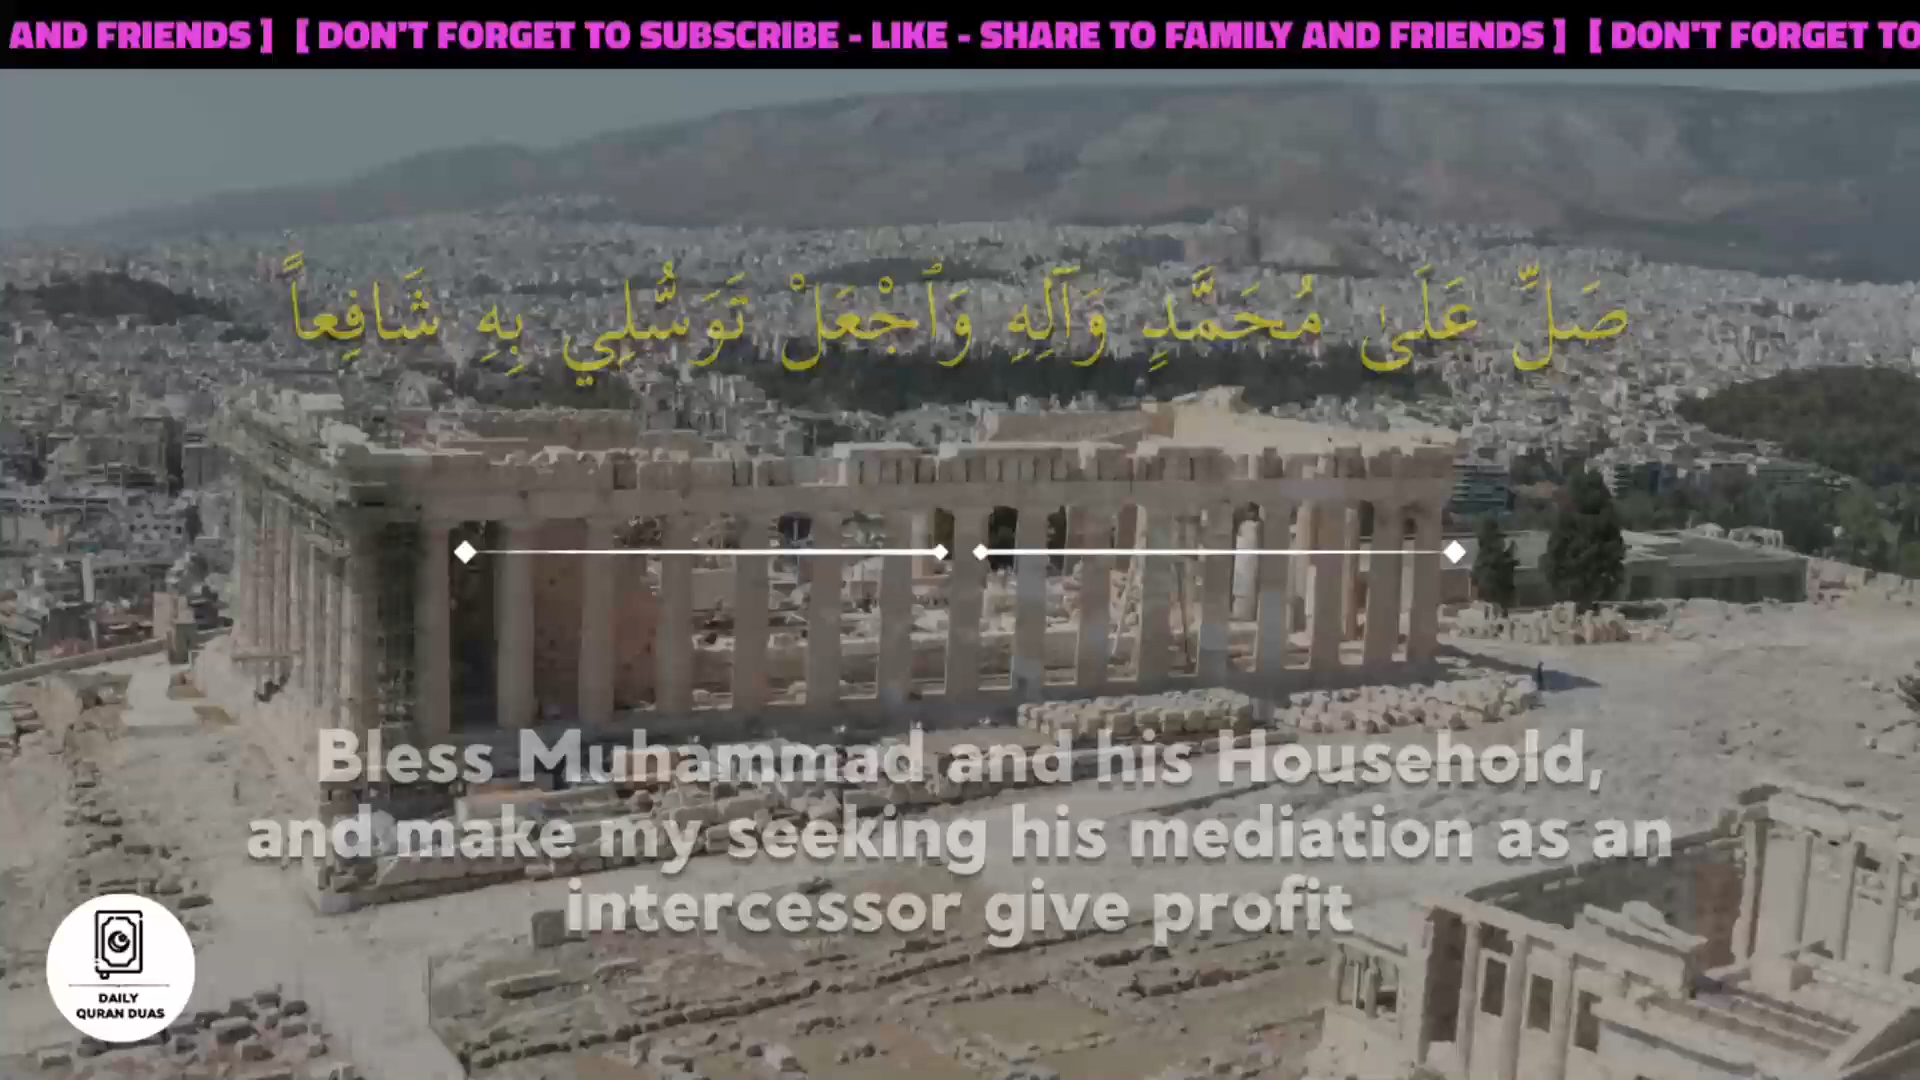 AND FRIENDS ] [ DON'T FORGET TO SUBSCRIBE - LIKE - SHARE TO FAMILY AND FRIENDS ] [ DON'T FORGET TO
صَلِّ عَلَىٰ مُحَمَّدٍ وَآلِهِ وَٱجْعَلْ تَوَسُّلِي بِهِ شَافِعاً
Bless Muhammad and his Household,
and make my seeking his mediation as an
intercessor give profit
DAILY
QURAN DUAS